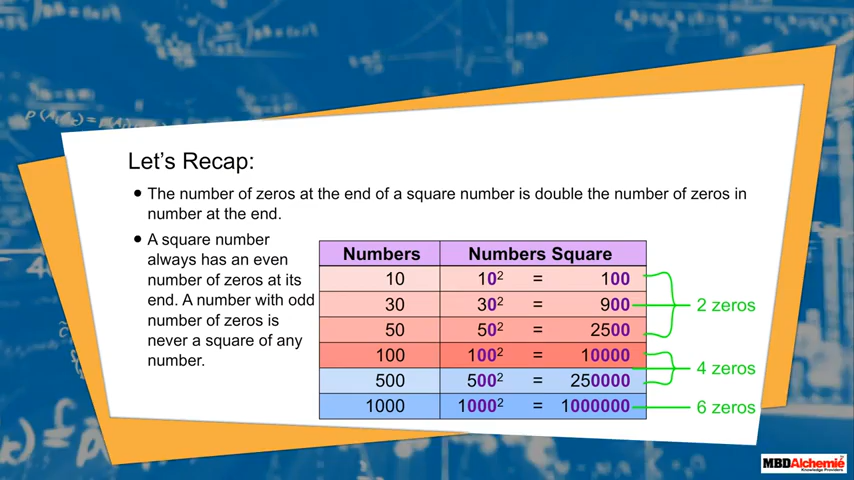 Let's Recap:
• The number of zeros at the end of a square number is double the number of zeros in
number at the end.
• A square number
always has an even
number of zeros at its
end. A number with odd
number of zeros is
never a square of any
number.
Numbers Numbers Square
10 10² = 100
30 30² = 900
50 50² = 2500
2 zeros
100 100² = 10000
500 500² = 250000
4 zeros
1000 1000² = 1000000
6 zeros
MBDAlchemie
Knowledge Providers